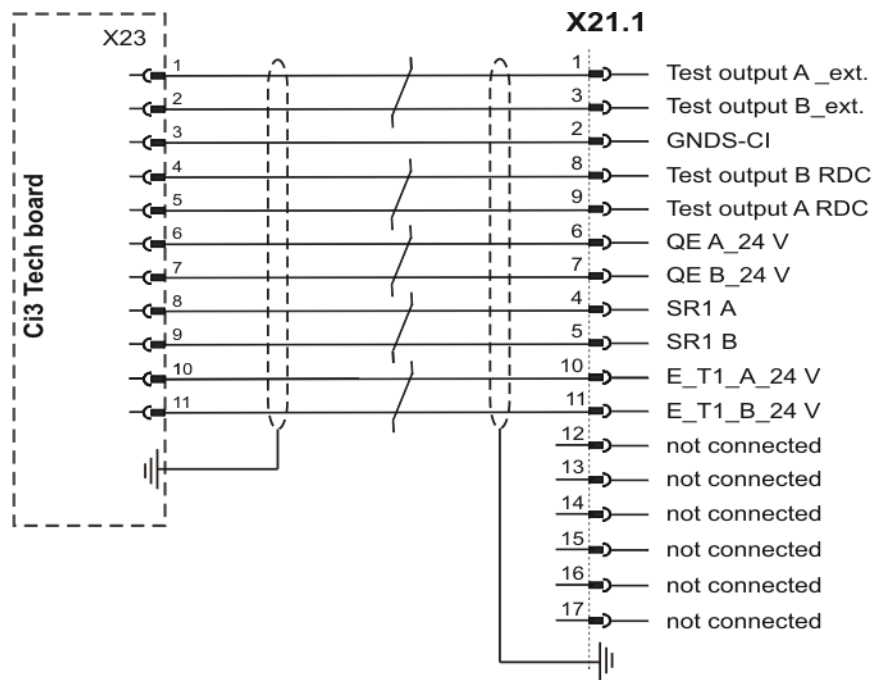 X21.1
X23
Ci3 Tech board
1 1 Test output A _ext.
2 3 Test output B_ext.
3 2 GNDS-CI
4 8 Test output B RDC
5 9 Test output A RDC
6 6 QE A_24 V
7 7 QE B_24 V
8 4 SR1 A
9 5 SR1 B
10 10 E_T1_A_24 V
11 11 E_T1_B_24 V
12 not connected
13 not connected
14 not connected
15 not connected
16 not connected
17 not connected